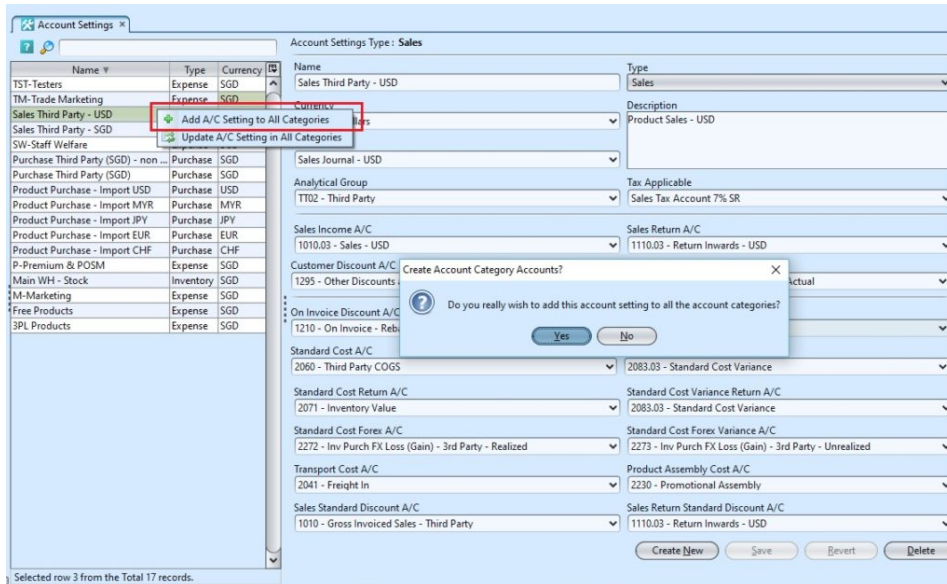 Account Settings ×
Account Settings Type : Sales
Name Type Currency
TST-Testers Expense SGD
TM-Trade Marketing Expense SGD
Sales Third Party - USD
Sales Third Party - SGD
SW-Staff Welfare SGD
Purchase Third Party (SGD) - non ... Purchase SGD
Purchase Third Party (SGD) Purchase SGD
Product Purchase - Import USD Purchase USD
Product Purchase - Import MYR Purchase MYR
Product Purchase - Import JPY Purchase JPY
Product Purchase - Import EUR Purchase EUR
Product Purchase - Import CHF Purchase CHF
P-Premium & POSM Expense SGD
Main WH - Stock Inventory SGD
M-Marketing Expense SGD
Free Products Expense SGD
3PL Products Expense SGD
Selected row 3 from the Total 17 records.
Add A/C Setting to All Categories
Update A/C Setting in All Categories
Name
Sales Third Party - USD
Type
Sales
Currency
Description
Product Sales - USD
Sales Journal - USD
Analytical Group
TT02 - Third Party
Tax Applicable
Sales Tax Account 7% SR
Sales Income A/C
1010.03 - Sales - USD
Sales Return A/C
1110.03 - Return Inwards - USD
Customer Discount A/C
1295 - Other Discounts
Actual
Create Account Category Accounts?
Do you really wish to add this account setting to all the account categories?
Yes No
On Invoice Discount A/C
1210 - On Invoice - Reb
Standard Cost A/C
2060 - Third Party COGS
2083.03 - Standard Cost Variance
Standard Cost Return A/C
2071 - Inventory Value
Standard Cost Variance Return A/C
2083.03 - Standard Cost Variance
Standard Cost Forex A/C
2272 - Inv Purch FX Loss (Gain) - 3rd Party - Realized
Standard Cost Forex Variance A/C
2273 - Inv Purch FX Loss (Gain) - 3rd Party - Unrealized
Transport Cost A/C
2041 - Freight In
Product Assembly Cost A/C
2230 - Promotional Assembly
Sales Standard Discount A/C
1010 - Gross Invoiced Sales - Third Party
Sales Return Standard Discount A/C
1110.03 - Return Inwards - USD
Create New Save Revert Delete